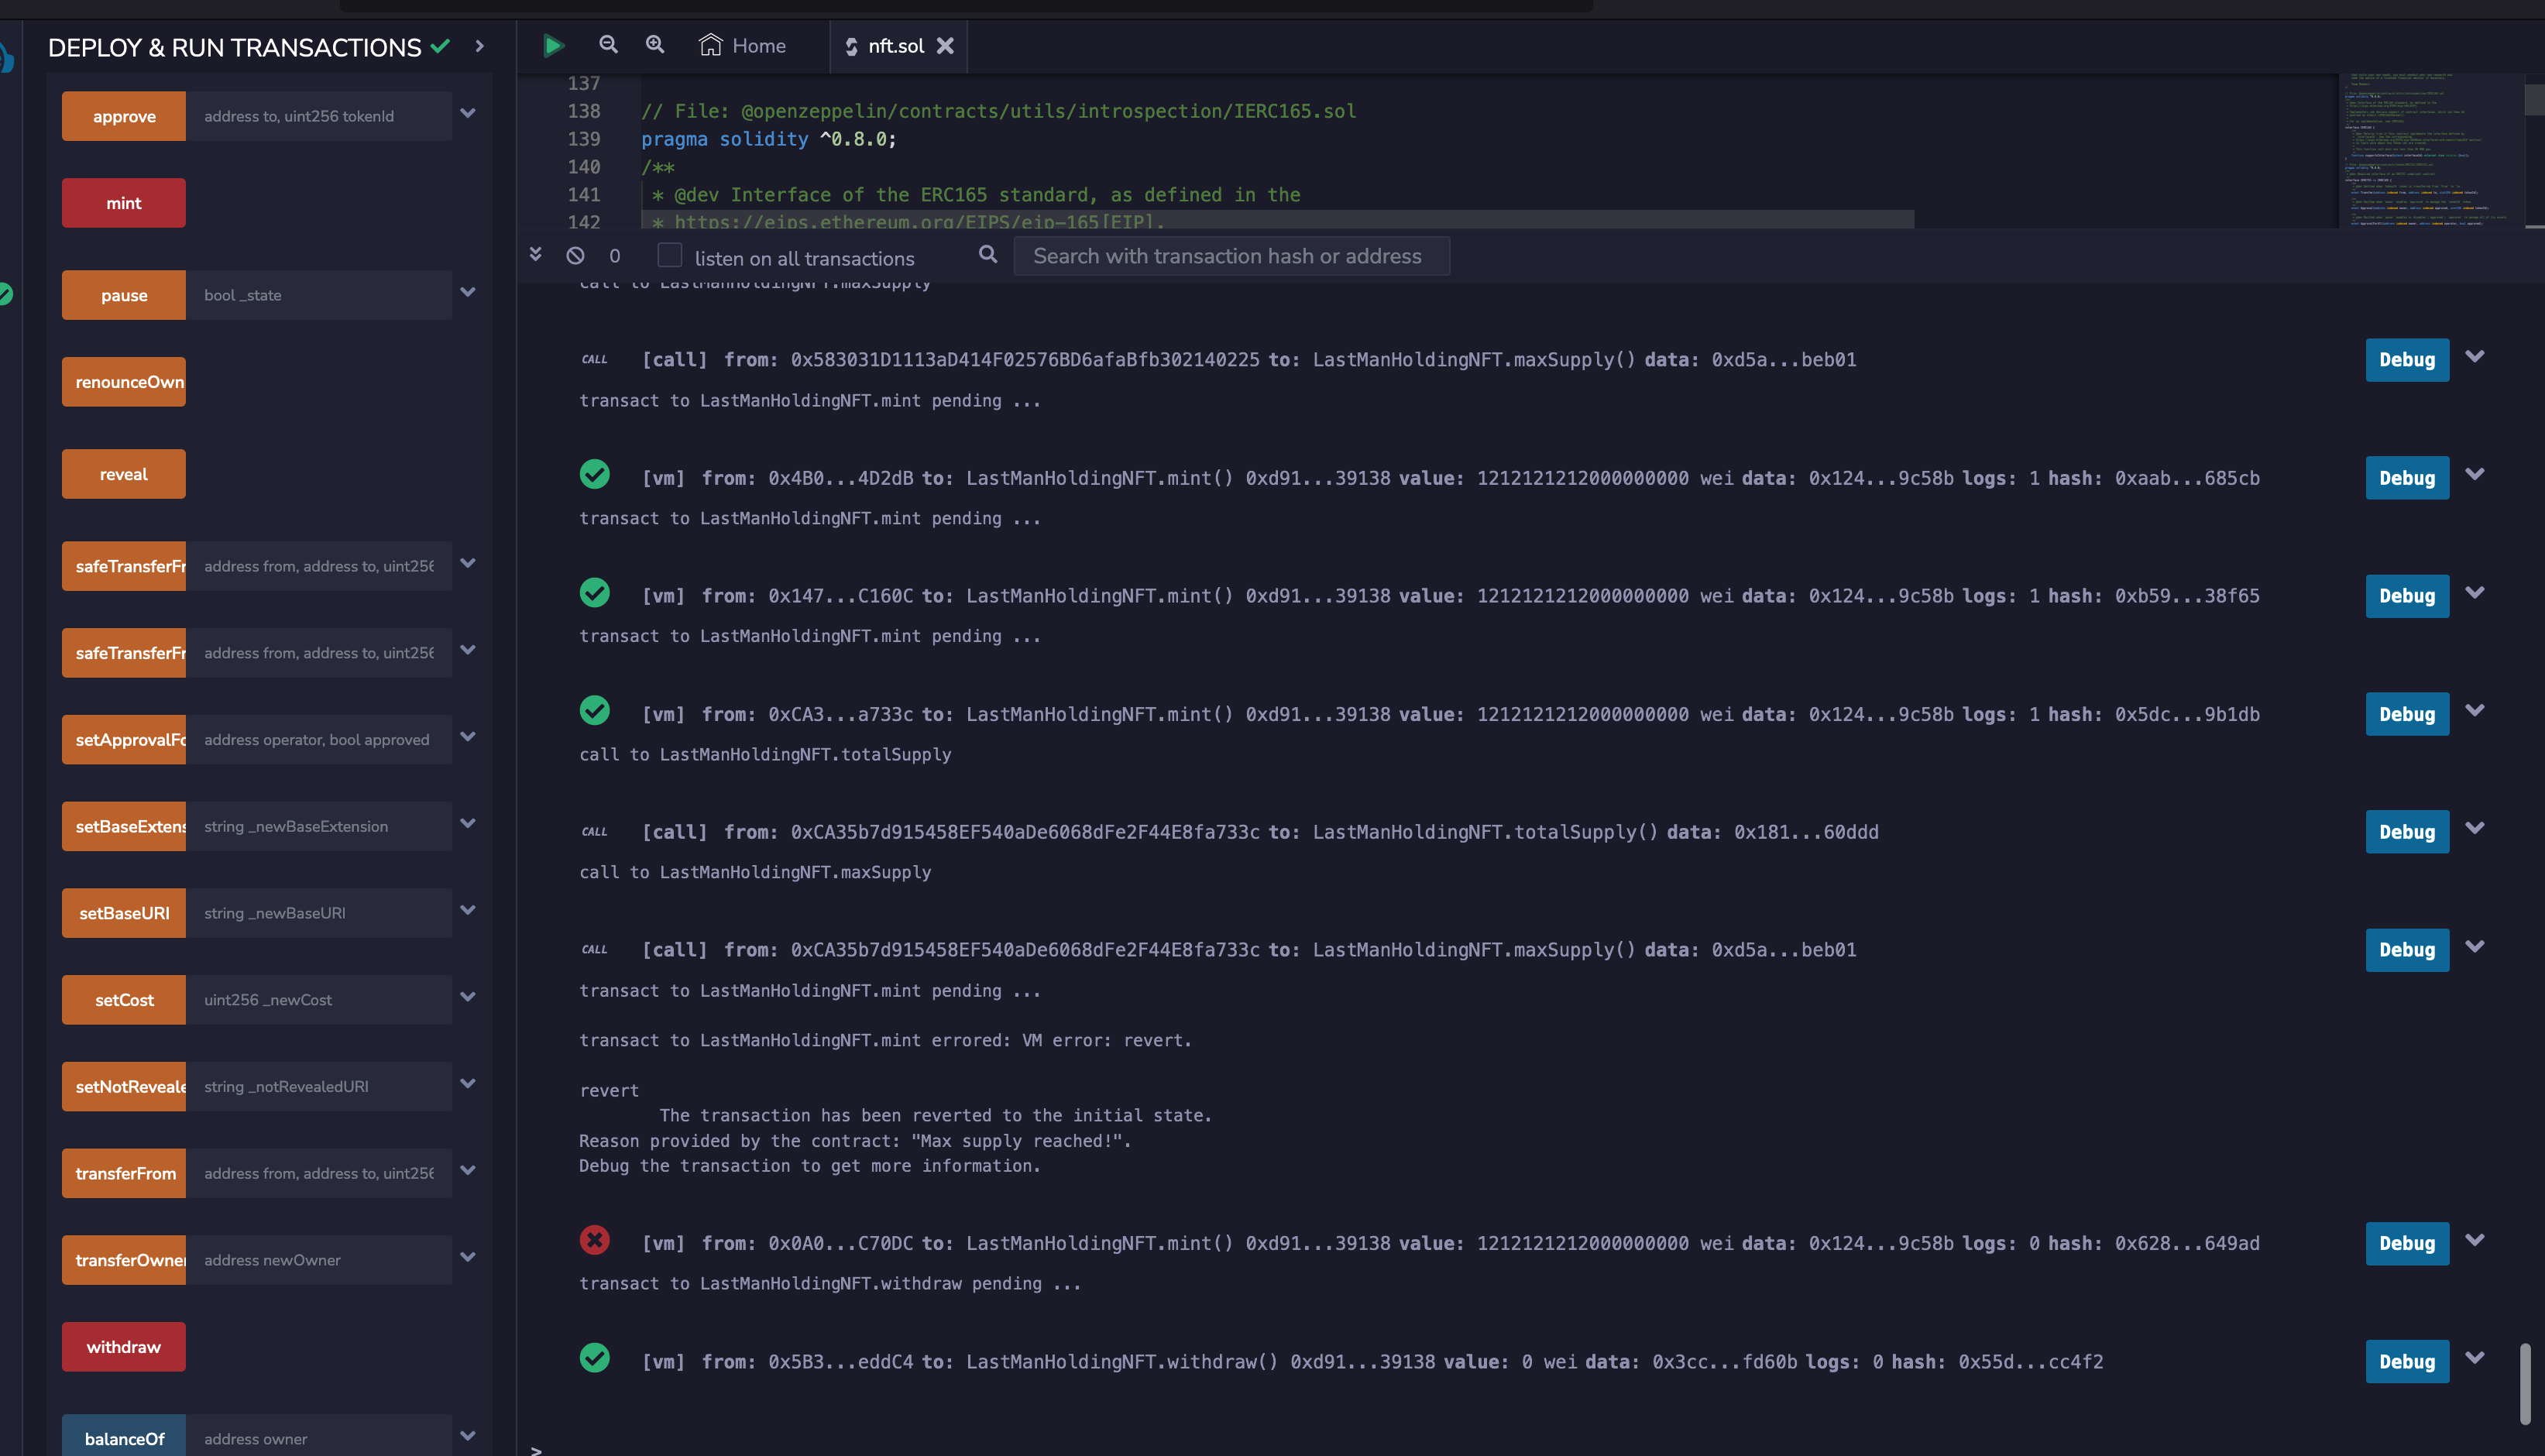 DEPLOY & RUN TRANSACTIONS
approve address to, uint256 tokenId
mint
pause bool _state
renounceOwn
reveal
safeTransferFr address from, address to, uint256
safeTransferFr address from, address to, uint256
setApprovalFo address operator, bool approved
setBaseExtens string _newBaseExtension
setBaseURI string _newBaseURI
setCost uint256 _newCost
setNotReveale string _notRevealedURI
transferFrom address from, address to, uint256
transferOwner address newOwner
withdraw
balanceOf address owner
Home nft.sol
137
138 // File: @openzeppelin/contracts/utils/introspection/IERC165.sol
139 pragma solidity ^0.8.0;
140 /**
141 * @dev Interface of the ERC165 standard, as defined in the
142 * https://eips.ethereum.org/EIPS/eip-165[EIP].
0 listen on all transactions Search with transaction hash or address
call to LastManHoldingNFT.maxSupply
CALL [call] from: 0x583031D1113aD414F02576BD6afaBfb302140225 to: LastManHoldingNFT.maxSupply() data: 0xd5a...beb01 Debug
transact to LastManHoldingNFT.mint pending ...
[vm] from: 0x4B0...4D2dB to: LastManHoldingNFT.mint() 0xd91...39138 value: 1212121212000000000 wei data: 0x124...9c58b logs: 1 hash: 0xaab...685cb Debug
transact to LastManHoldingNFT.mint pending ...
[vm] from: 0x147...C160C to: LastManHoldingNFT.mint() 0xd91...39138 value: 1212121212000000000 wei data: 0x124...9c58b logs: 1 hash: 0xb59...38f65 Debug
transact to LastManHoldingNFT.mint pending ...
[vm] from: 0xCA3...a733c to: LastManHoldingNFT.mint() 0xd91...39138 value: 1212121212000000000 wei data: 0x124...9c58b logs: 1 hash: 0x5dc...9b1db Debug
call to LastManHoldingNFT.totalSupply
CALL [call] from: 0xCA35b7d915458EF540aDe6068dFe2F44E8fa733c to: LastManHoldingNFT.totalSupply() data: 0x181...60ddd Debug
call to LastManHoldingNFT.maxSupply
CALL [call] from: 0xCA35b7d915458EF540aDe6068dFe2F44E8fa733c to: LastManHoldingNFT.maxSupply() data: 0xd5a...beb01 Debug
transact to LastManHoldingNFT.mint pending ...
transact to LastManHoldingNFT.mint errored: VM error: revert.
revert
The transaction has been reverted to the initial state.
Reason provided by the contract: "Max supply reached!".
Debug the transaction to get more information.
[vm] from: 0x0A0...C70DC to: LastManHoldingNFT.mint() 0xd91...39138 value: 1212121212000000000 wei data: 0x124...9c58b logs: 0 hash: 0x628...649ad Debug
transact to LastManHoldingNFT.withdraw pending ...
[vm] from: 0x5B3...eddC4 to: LastManHoldingNFT.withdraw() 0xd91...39138 value: 0 wei data: 0x3cc...fd60b logs: 0 hash: 0x55d...cc4f2 Debug
>